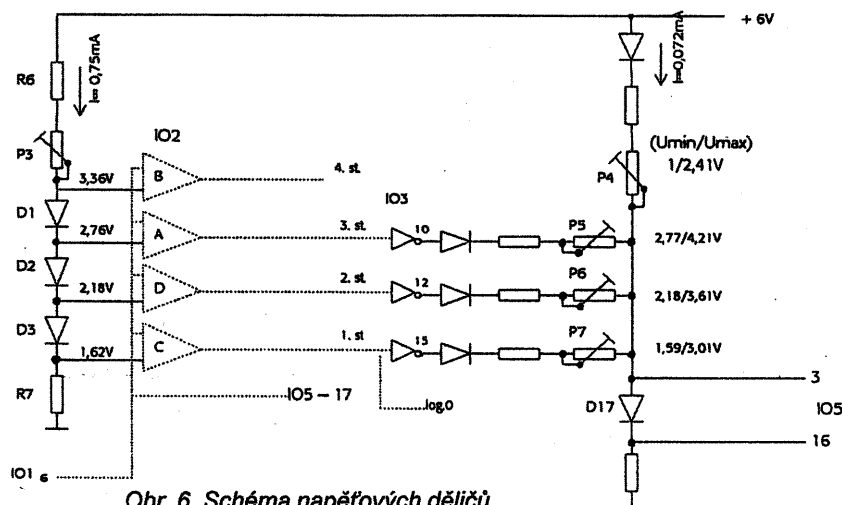 + 6V
R6
I= 0,75mA
I=0,072mA
P3
IO2
(Umin/Umax)
1/2,41V
P4
3,36V
B
4. st.
D1
IO3
2,76V
A
3. st.
10
P5
2,77/4,21V
D2
2,18V
D
2. st.
12
P6
2,18/3,61V
D3
1,62V
C
1. st
15
P7
1,59/3,01V
R7
3
IO5 – 17
log.0
D17
IO5
16
IO1 6
Obr. 6 Schéma napěťových děličů